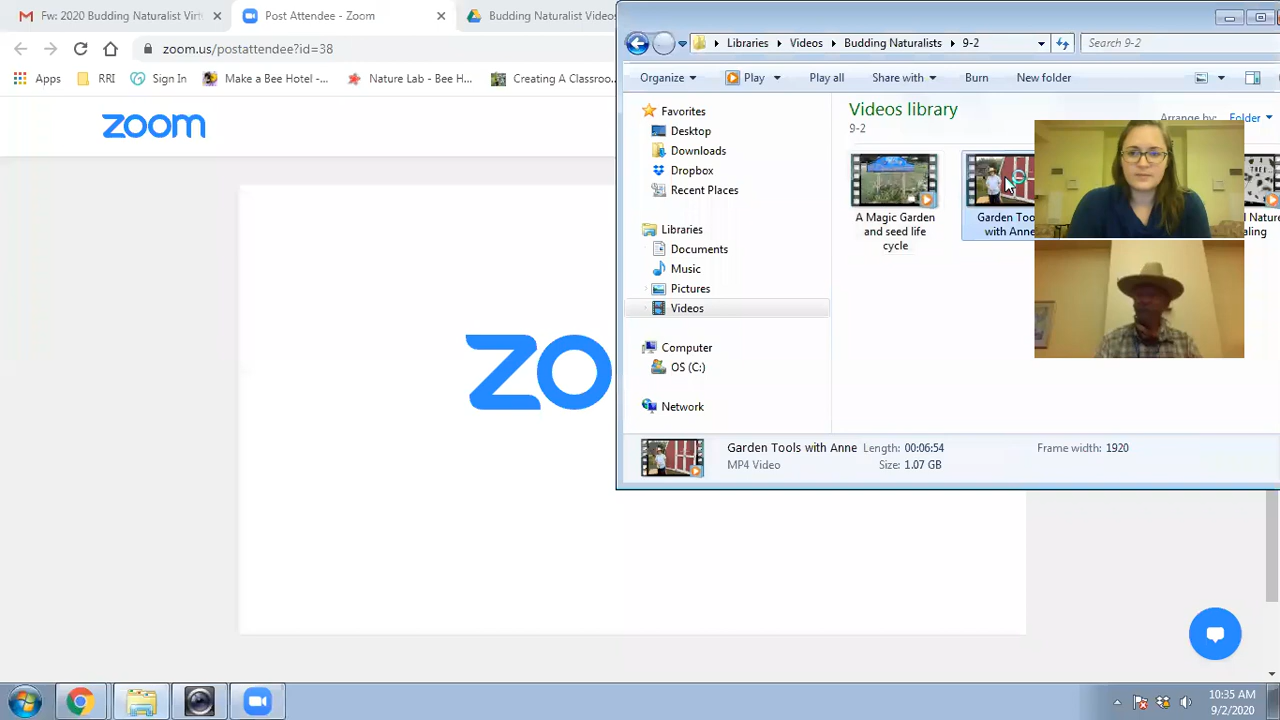 Fw: 2020 Budding Naturalist Virt
Post Attendee - Zoom
Budding Naturalist Videos
zoom.us/postattendee?id=38
Apps
RRI
Sign In
Make a Bee Hotel -...
Nature Lab - Bee H...
Creating A Classroo...
zoom
ZO
Libraries
Videos
Budding Naturalists
9-2
Search 9-2
Organize
Play
Play all
Share with
Burn
New folder
Favorites
Desktop
Downloads
Dropbox
Recent Places
Libraries
Documents
Music
Pictures
Videos
Computer
OS (C:)
Network
Videos library
9-2
Arrange by:
Folder
A Magic Garden
and seed life
cycle
Garden Too
with Anne
d Nature
aling
Garden Tools with Anne
MP4 Video
Length: 00:06:54
Size: 1.07 GB
Frame width: 1920
10:35 AM
9/2/2020